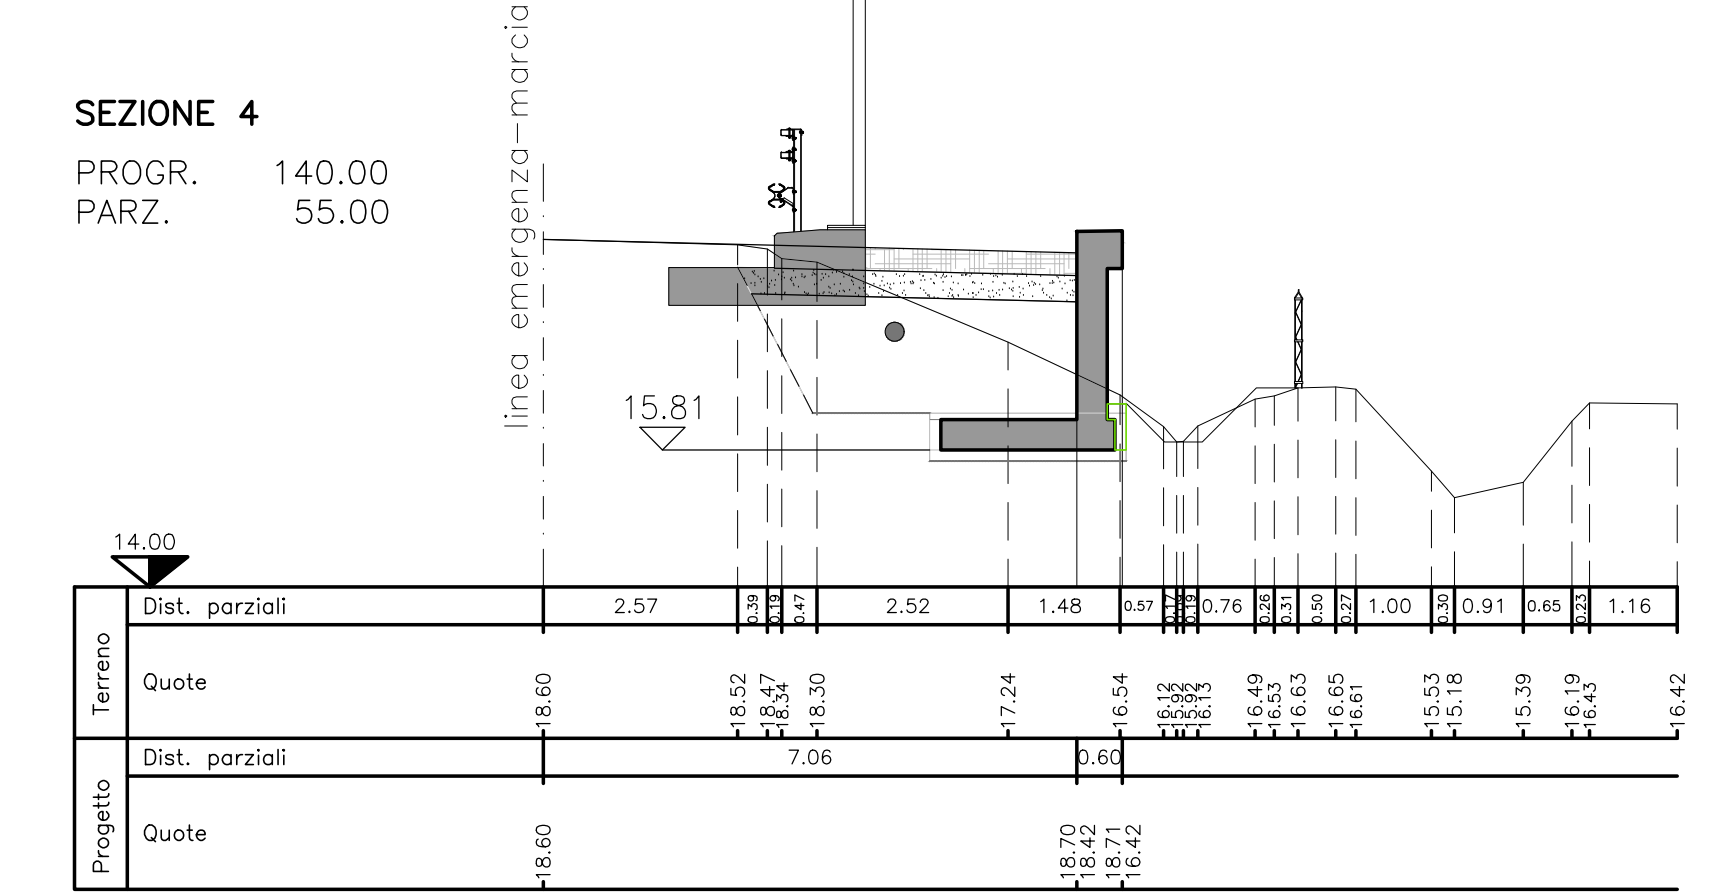 linea emergenza-marcia
SEZIONE 4
PROGR. 140.00
PARZ. 55.00
15.81
14.00
Terreno
Dist. parziali 2.57 0.39 0.19 0.47 2.52 1.48 0.57 0.17 0.19 0.76 0.26 0.31 0.50 0.27 1.00 0.30 0.91 0.65 0.23 1.16
Quote 18.60 18.52 18.47 18.34 18.30 17.24 16.54 16.12 15.92 15.92 16.13 16.49 16.53 16.63 16.65 16.61 15.53 15.18 15.39 16.19 16.43 16.42
Progetto
Dist. parziali 7.06 0.60
Quote 18.60 18.70 18.42 18.71 16.42